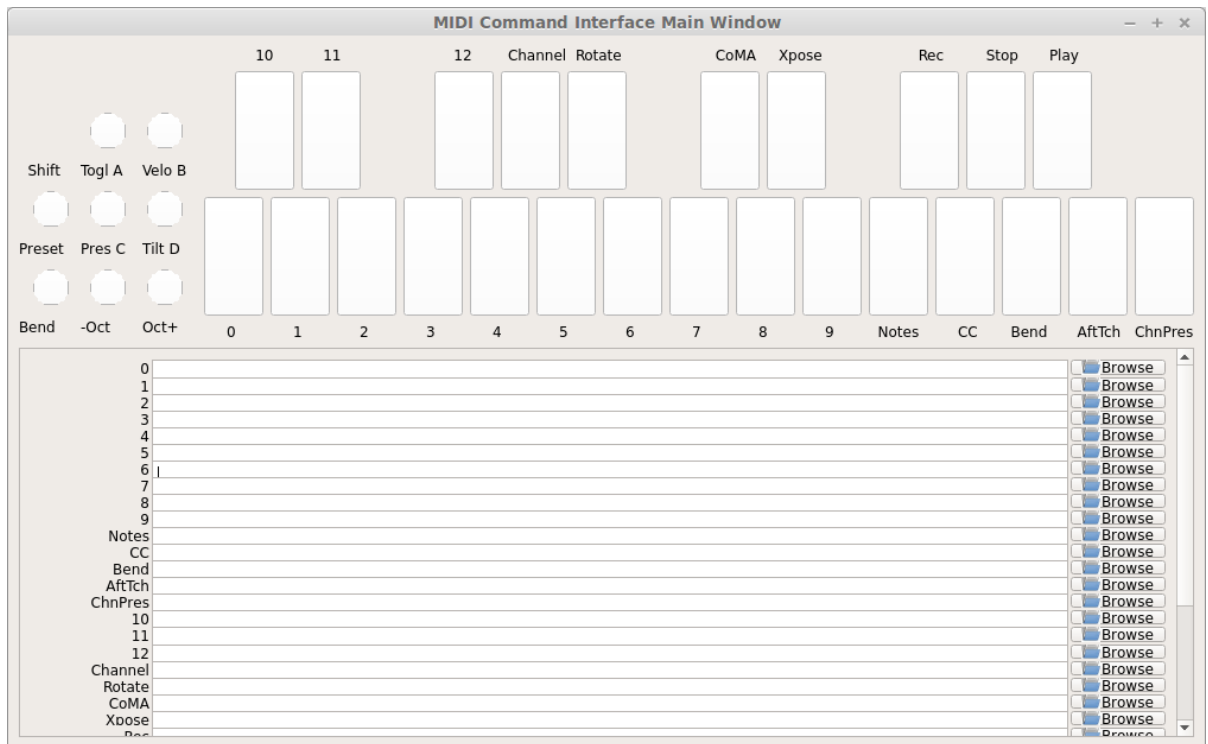 MIDI Command Interface Main Window
10 11 12 Channel Rotate CoMA Xpose Rec Stop Play
Shift Togl A Velo B
Preset Pres C Tilt D
Bend -Oct Oct+
0 1 2 3 4 5 6 7 8 9 Notes CC Bend AftTch ChnPres
0 Browse
1 Browse
2 Browse
3 Browse
4 Browse
5 Browse
6 Browse
7 Browse
8 Browse
9 Browse
Notes Browse
CC Browse
Bend Browse
AftTch Browse
ChnPres Browse
10 Browse
11 Browse
12 Browse
Channel Browse
Rotate Browse
CoMA Browse
Xpose Browse
Rec Browse